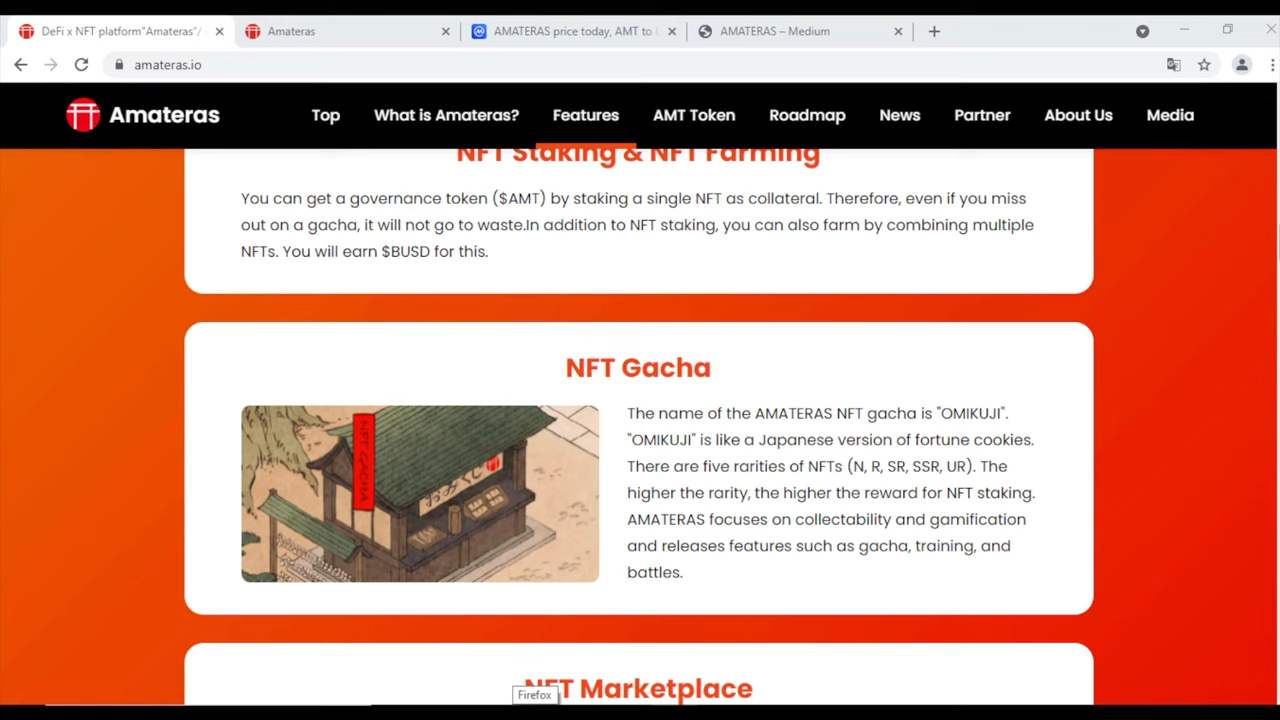 DeFi x NFT platform"Amateras"/
Amateras
AMATERAS price today, AMT to U
AMATERAS – Medium
amateras.io
Amateras
Top
What is Amateras?
Features
AMT Token
Roadmap
News
Partner
About Us
Media
NFT Staking & NFT Farming
You can get a governance token ($AMT) by staking a single NFT as collateral. Therefore, even if you miss
out on a gacha, it will not go to waste.In addition to NFT staking, you can also farm by combining multiple
NFTs. You will earn $BUSD for this.
NFT Gacha
NFT GACHA
おみくじ
The name of the AMATERAS NFT gacha is "OMIKUJI".
"OMIKUJI" is like a Japanese version of fortune cookies.
There are five rarities of NFTs (N, R, SR, SSR, UR). The
higher the rarity, the higher the reward for NFT staking.
AMATERAS focuses on collectability and gamification
and releases features such as gacha, training, and
battles.
NFT Marketplace
Firefox